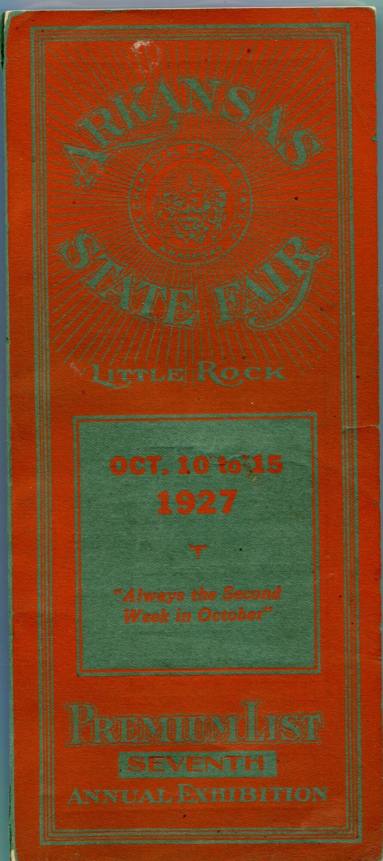 ARKANSAS
STATE FAIR
LITTLE ROCK
OCT. 10 to 15
1927
"Always the Second
Week in October"
PREMIUM LIST
SEVENTH
ANNUAL EXHIBITION